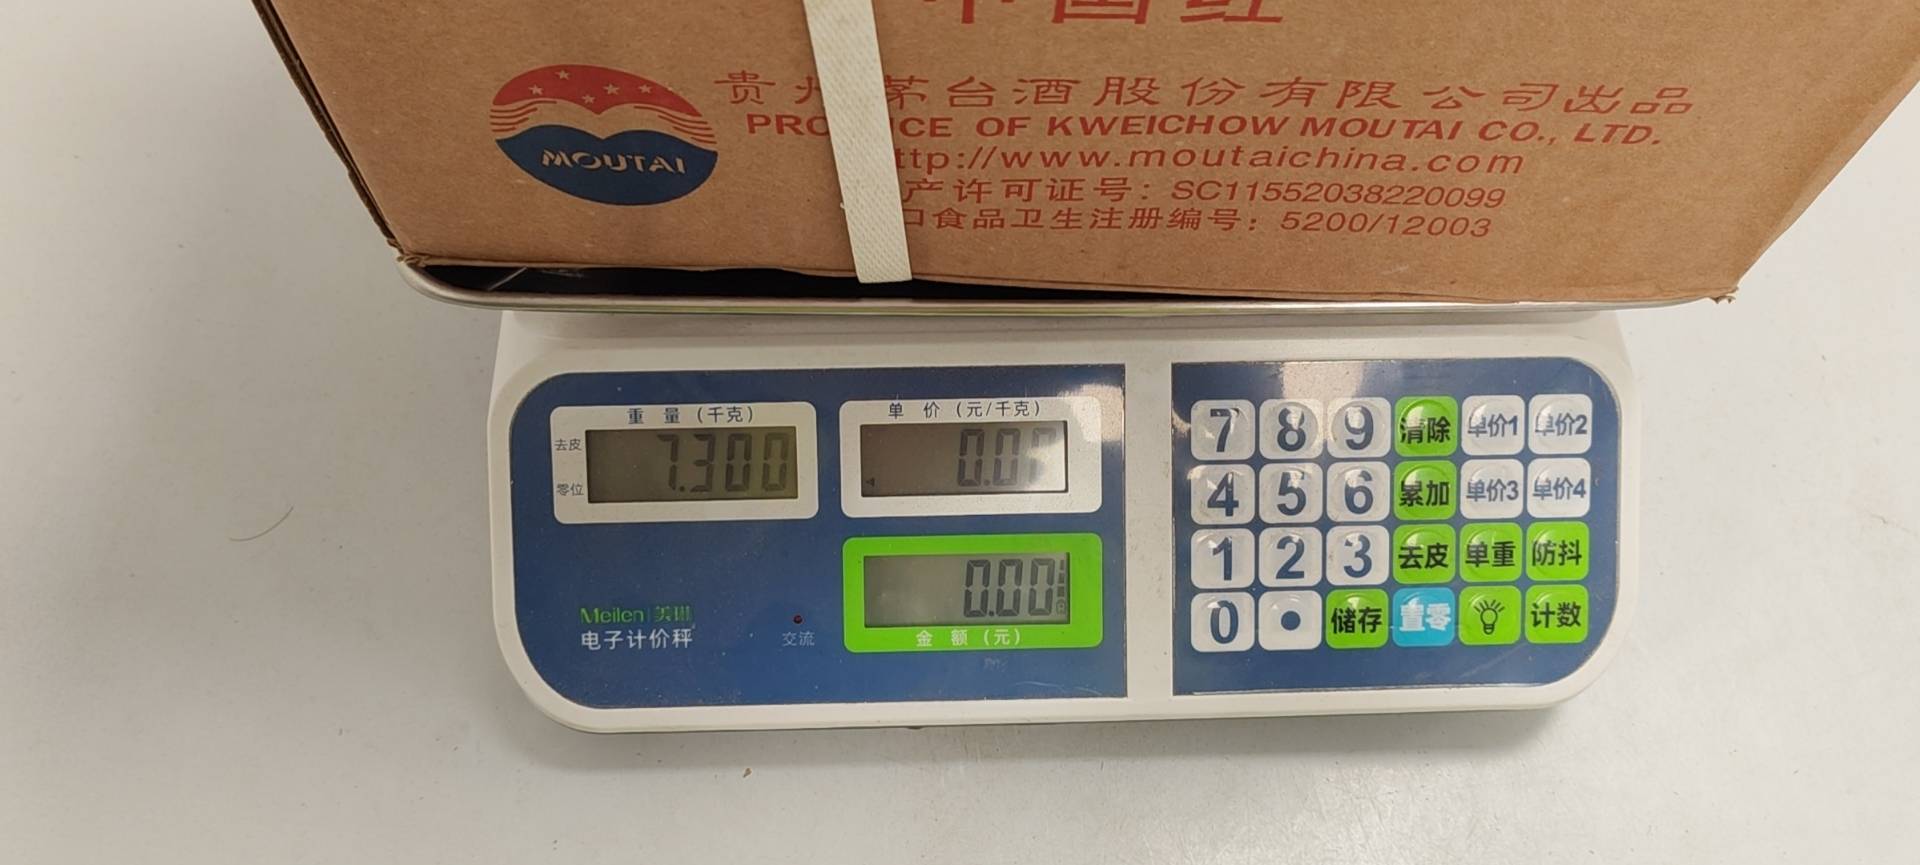 中国红
MOUTAI
贵州茅台酒股份有限公司出品
PRO CE OF KWEICHOW MOUTAI CO., LTD.
ttp://www.moutaichina.com
产许可证号：SC11552038220099
口食品卫生注册编号：5200/12003
重量(千克)
去皮
零位
7.300
单价(元/千克)
0.00
0.00
金额(元)
Meilen 美琳
电子计价秤
交流
7 8 9 清除 单价1 单价2
4 5 6 累加 单价3 单价4
1 2 3 去皮 单重 防抖
0 • 储存 置零 计数